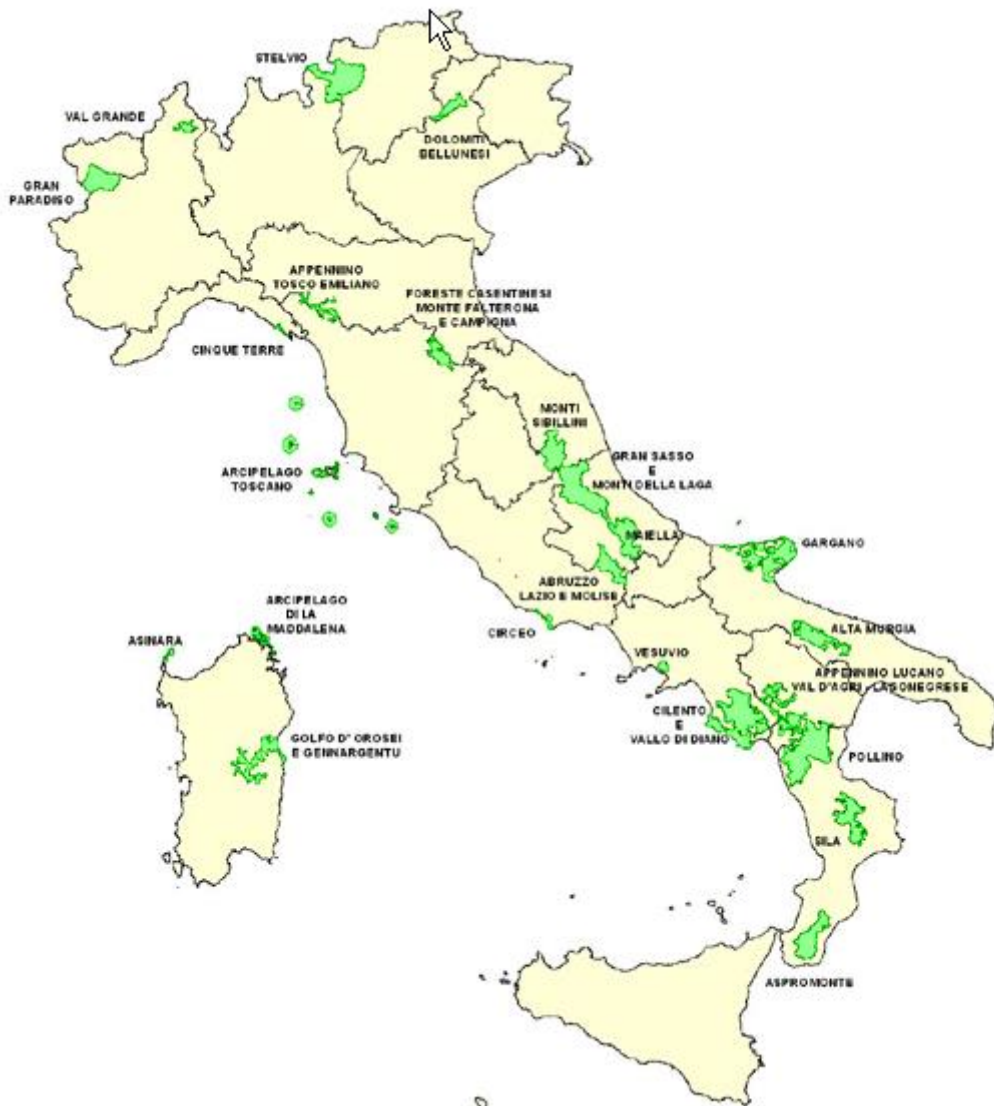 STELVIO
VAL GRANDE
DOLOMITI
BELLUNESI
GRAN
PARADISO
APPENNINO
TOSCO EMILIANO
FORESTE CASENTINESI
MONTE FALTERONA
E CAMPIGNA
CINQUE TERRE
MONTI
SIBILLINI
GRAN SASSO
E
MONTI DELLA LAGA
ARCIPELAGO
TOSCANO
MAIELLA
GARGANO
ABRUZZO
LAZIO E MOLISE
ARCIPELAGO
DI LA
MADDALENA
ASINARA
CIRCEO
ALTA MURGIA
VESUVIO
APPENNINO LUCANO
VAL D'AGRI - LAGONEGRESE
CILENTO
E
VALLO DI DIANO
GOLFO D' OROSEI
E GENNARGENTU
POLLINO
SILA
ASPROMONTE